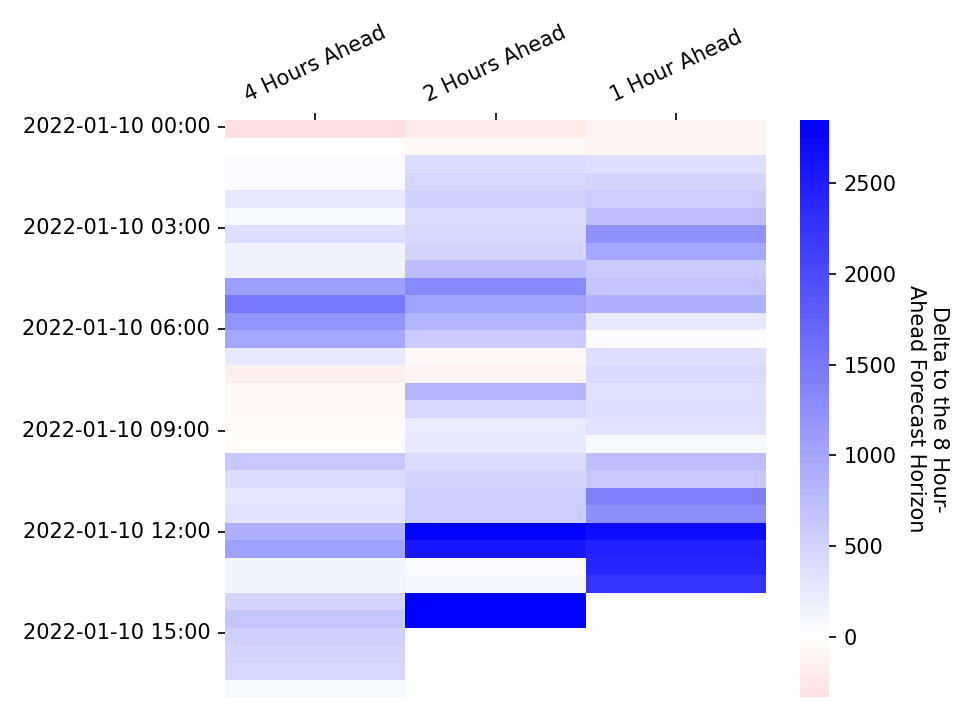 4 Hours Ahead
2 Hours Ahead
1 Hour Ahead
2022-01-10 00:00
2022-01-10 03:00
2022-01-10 06:00
2022-01-10 09:00
2022-01-10 12:00
2022-01-10 15:00
2500
2000
1500
1000
500
0
Delta to the 8 Hour-
Ahead Forecast Horizon